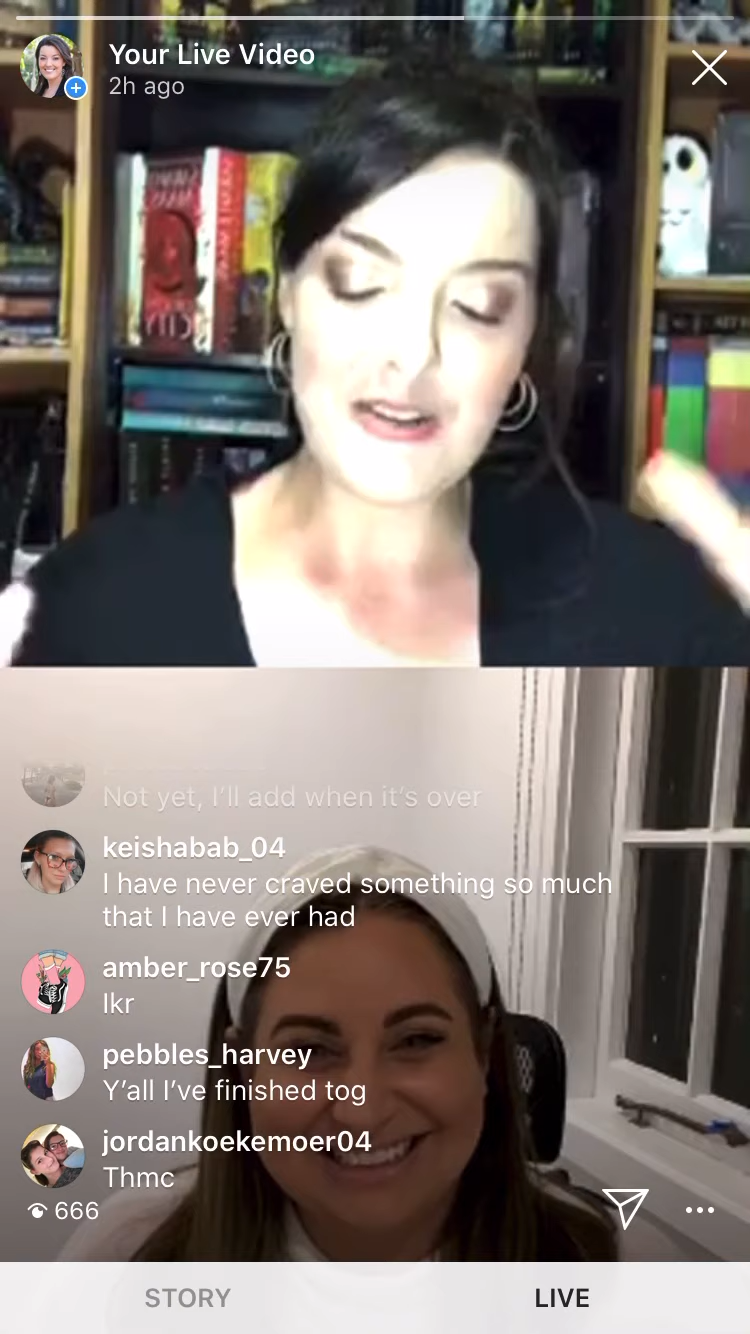 Your Live Video
2h ago
Not yet, I'll add when it's over
keishabab_04
I have never craved something so much
that I have ever had
amber_rose75
Ikr
pebbles_harvey
Y'all I've finished tog
jordankoekemoer04
Thmc
666
STORY
LIVE